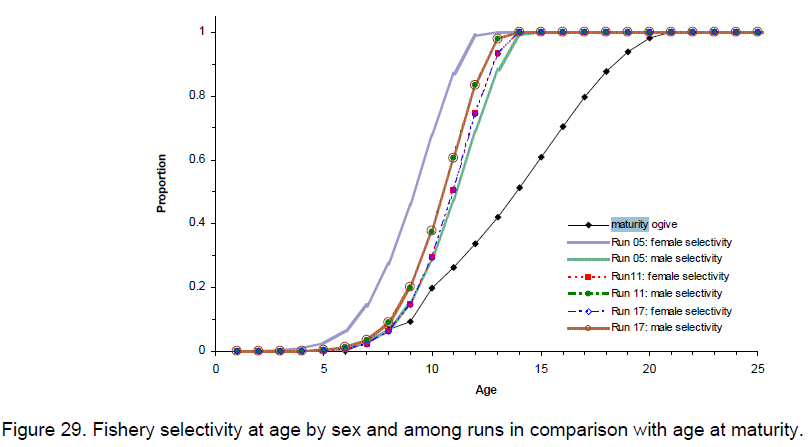 1
0.8
0.6
0.4
0.2
0
Proportion
0
5
10
15
20
25
Age
maturity ogive
Run 05: female selectivity
Run 05: male selectivity
Run11: female selectivity
Run 11: male selectivity
Run 17: female selectivity
Run 17: male selectivity
Figure 29. Fishery selectivity at age by sex and among runs in comparison with age at maturity.